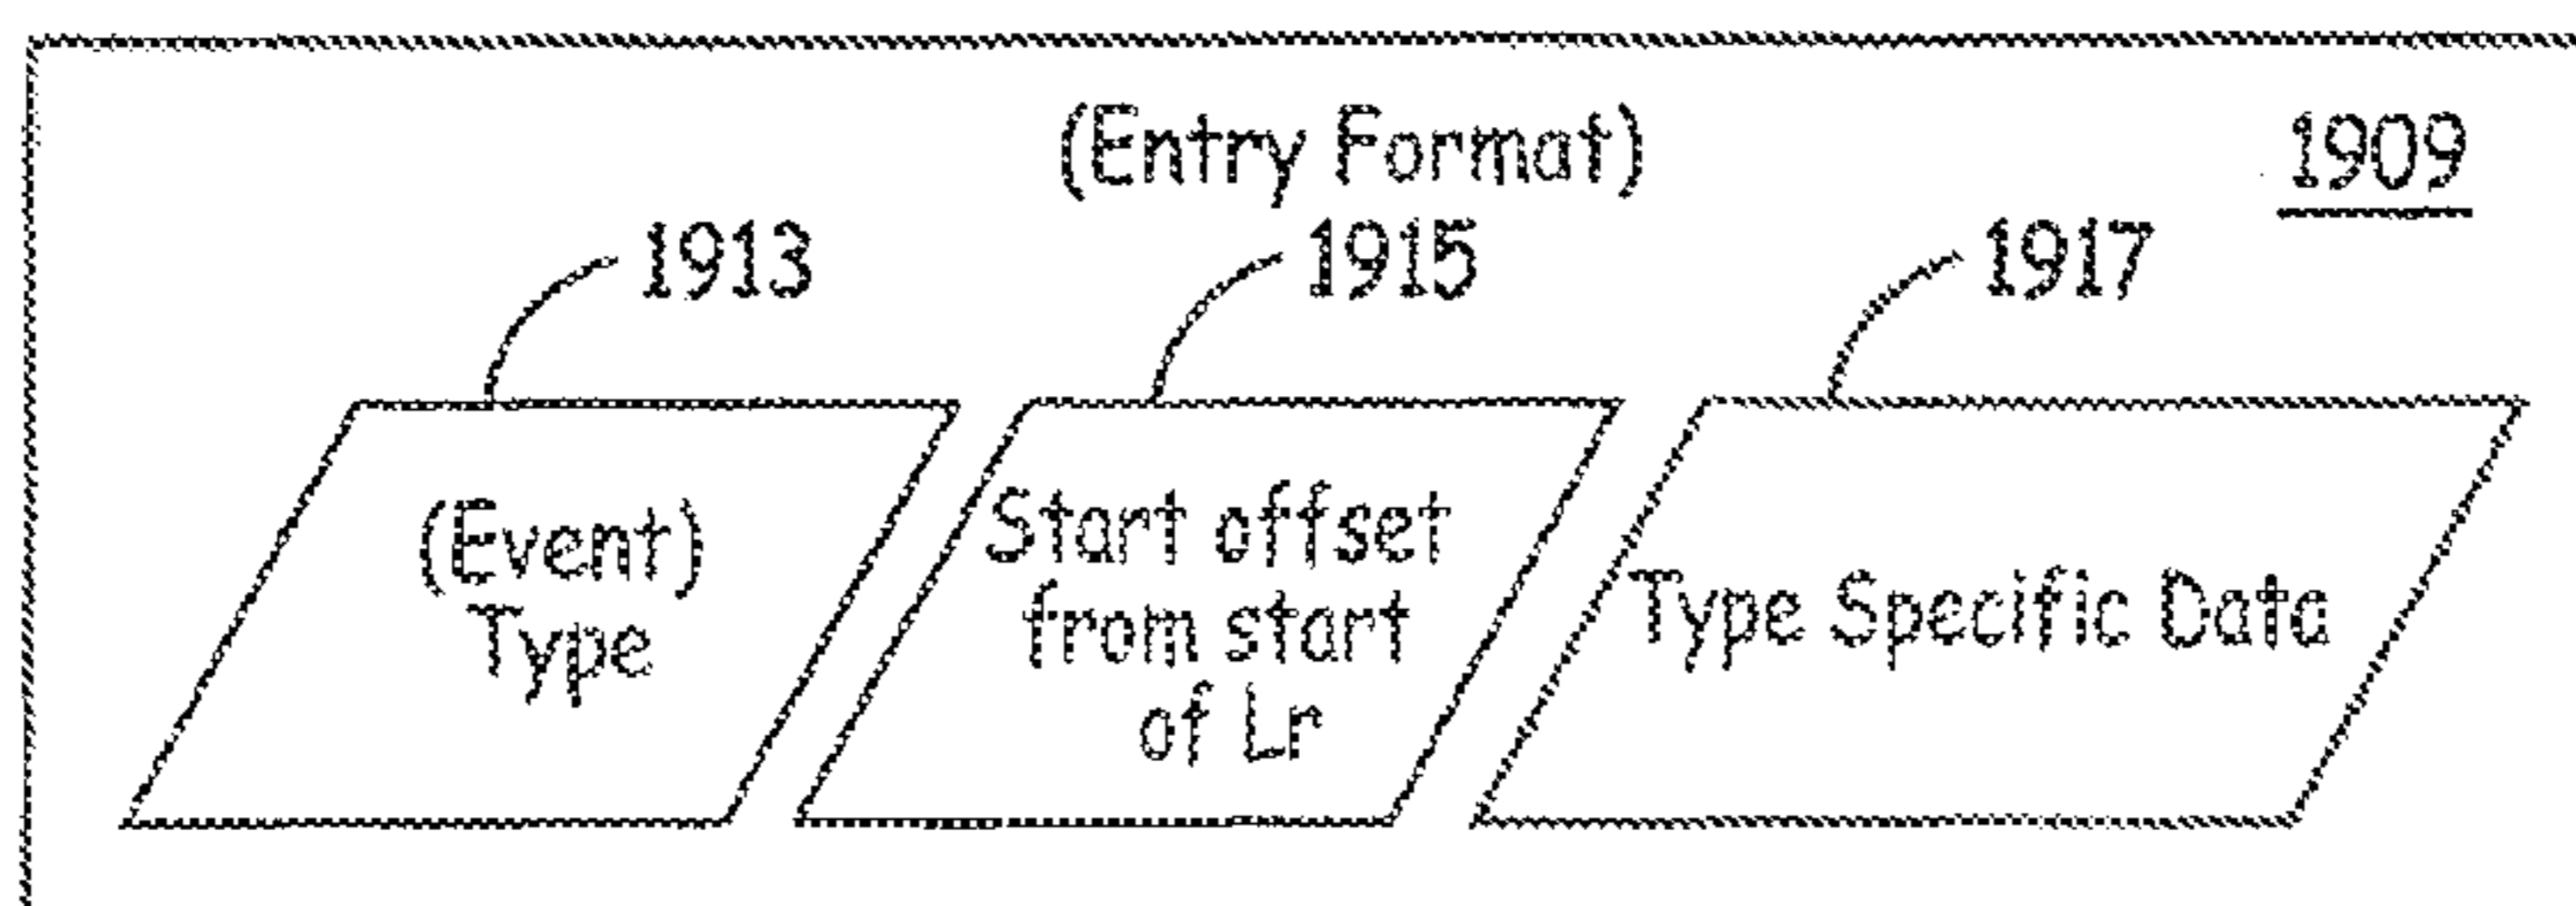 (Entry Format)
1909
1913
1915
1917
(Event)
Type
Start offset
from start
of Lr
Type Specific Data